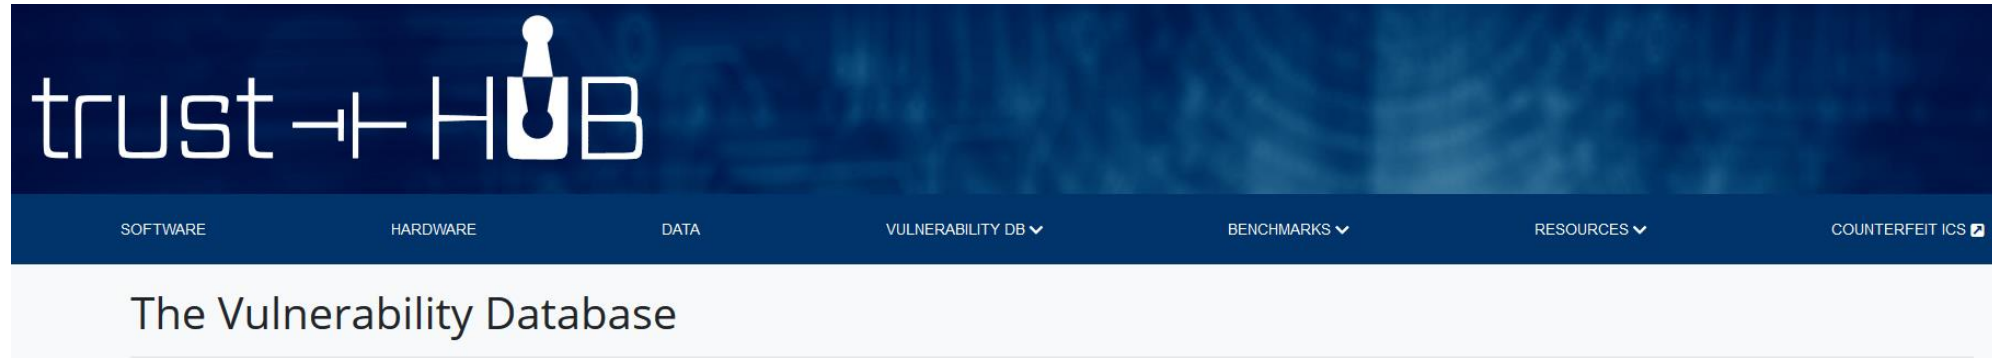 trust HUB
SOFTWARE HARDWARE DATA VULNERABILITY DB BENCHMARKS RESOURCES COUNTERFEIT ICS
The Vulnerability Database